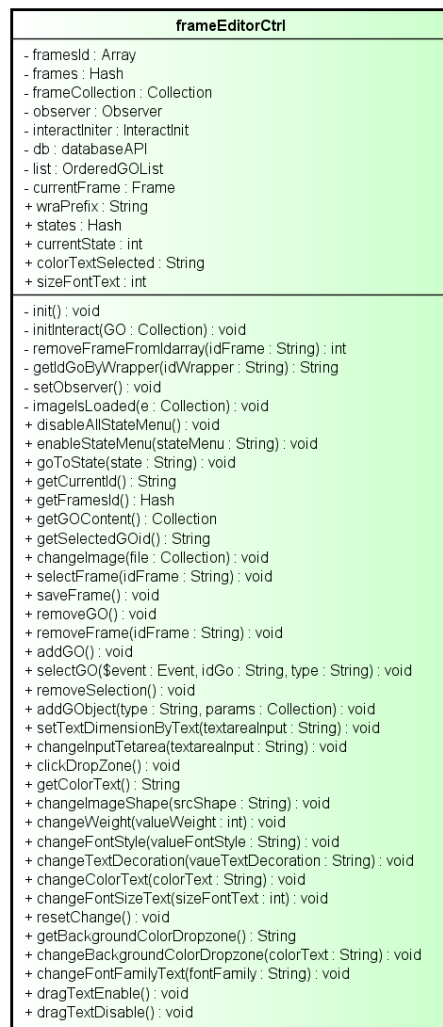 frameEditorCtrl
- framesId : Array
- frames : Hash
- frameCollection : Collection
- observer : Observer
- interactIniter : InteractInit
- db : databaseAPI
- list : OrderedGOList
- currentFrame : Frame
+ wraPrefix : String
+ states : Hash
+ currentState : int
+ colorTextSelected : String
+ sizeFontText : int
- init() : void
- initInteract(GO : Collection) : void
- removeFrameFromIdarray(idFrame : String) : int
- getIdGoByWrapper(idWrapper : String) : String
- setObserver() : void
- imageIsLoaded(e : Collection) : void
+ disableAllStateMenu() : void
+ enableStateMenu(stateMenu : String) : void
+ goToState(state : String) : void
+ getCurrentId() : String
+ getFramesId() : Hash
+ getGOContent() : Collection
+ getSelectedGOid() : String
+ changeImage(file : Collection) : void
+ selectFrame(idFrame : String) : void
+ saveFrame() : void
+ removeGO() : void
+ removeFrame(idFrame : String) : void
+ addGO() : void
+ selectGO($event : Event, idGo : String, type : String) : void
+ removeSelection() : void
+ addGObject(type : String, params : Collection) : void
+ setTextDimensionByText(textareaInput : String) : void
+ changeInputTetarea(textareaInput : String) : void
+ clickDropZone() : void
+ getColorText() : String
+ changeImageShape(srcShape : String) : void
+ changeWeight(valueWeight : int) : void
+ changeFontStyle(valueFontStyle : String) : void
+ changeTextDecoration(vaueTextDecoration : String) : void
+ changeColorText(colorText : String) : void
+ changeFontSizeText(sizeFontText : int) : void
+ resetChange() : void
+ getBackgroundColorDropzone() : String
+ changeBackgroundColorDropzone(colorText : String) : void
+ changeFontFamilyText(fontFamily : String) : void
+ dragTextEnable() : void
+ dragTextDisable() : void